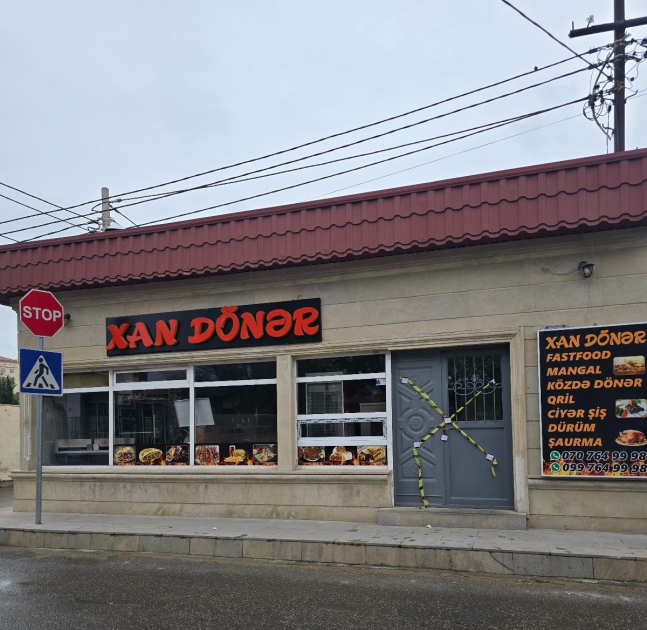 STOP
XAN DÖNƏR
XAN DÖNƏR
FASTFOOD
MANGAL
KÖZDƏ DÖNƏR
QRİL
CİYƏR ŞİŞ
DÜRÜM
ŞAURMA
070 764 99 98
099 764 99 98